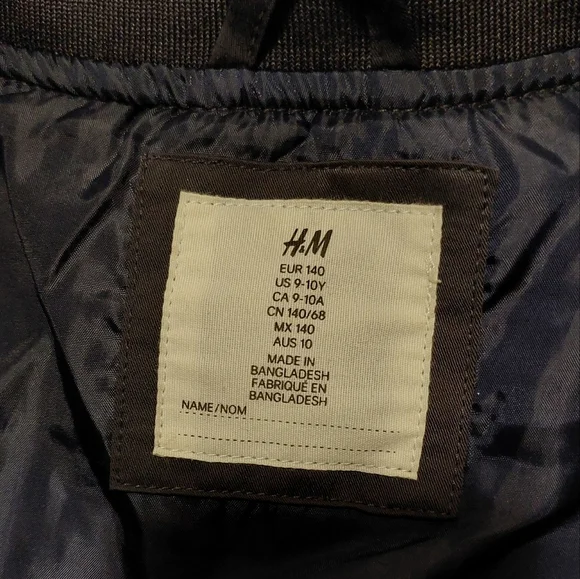 H&M
EUR 140
US 9-10Y
CA 9-10A
CN 140/68
MX 140
AUS 10
MADE IN
BANGLADESH
FABRIQUÉ EN
BANGLADESH
NAME/NOM